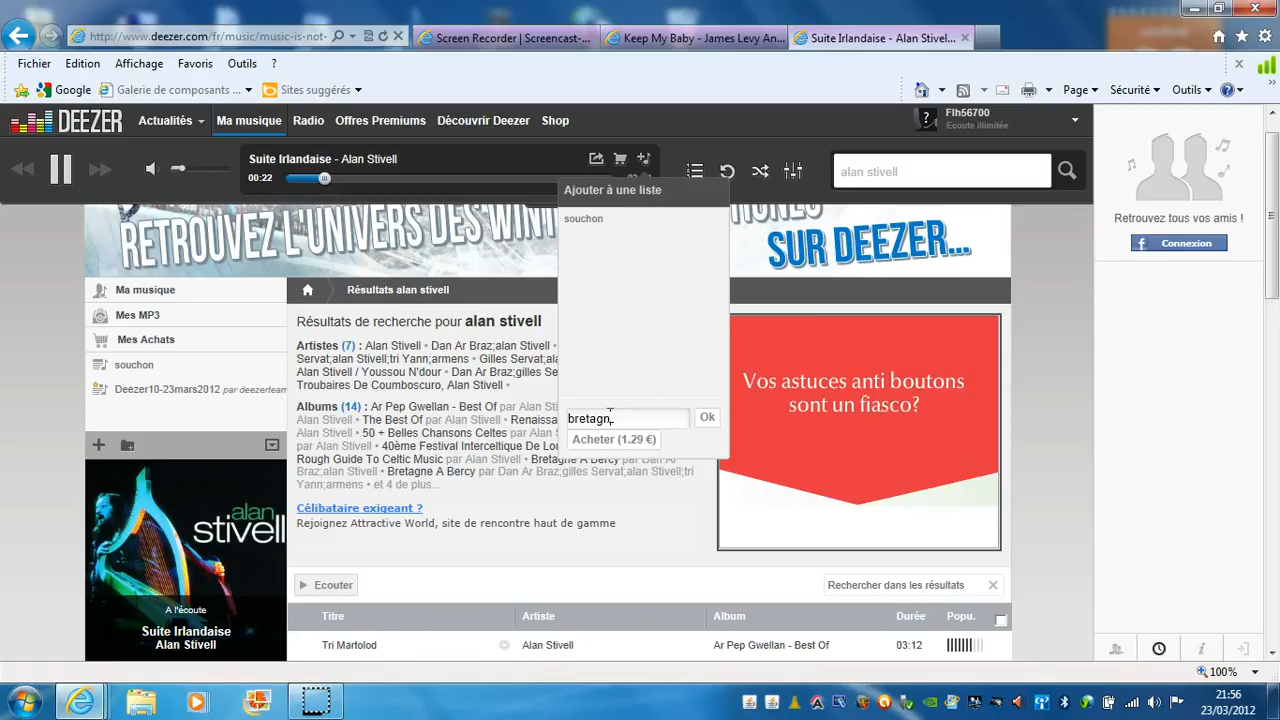 http://www.deezer.com/fr/music/music-is-not-
Screen Recorder | Screencast-...
Keep My Baby - James Levy An...
Suite Irlandaise - Alan Stivel...
Fichier Edition Affichage Favoris Outils ?
Google Galerie de composants ... Sites suggérés Page Sécurité Outils
DEEZER Actualités Ma musique Radio Offres Premiums Découvrir Deezer Shop
Flh56700
Ecoute illimitée
Suite Irlandaise - Alan Stivell
00:22
alan stivell
Ajouter à une liste
souchon
bretagn
Ok
Acheter (1.29 €)
RETROUVEZ L'UNIVERS DES
SUR DEEZER...
Retrouvez tous vos amis !
f Connexion
Ma musique
Mes MP3
Mes Achats
souchon
Deezer10-23mars2012 par deezerteam
Résultats alan stivell
Résultats de recherche pour alan stivell
Artistes (7) : Alan Stivell • Dan Ar Braz,alan Stivell •
Servat;alan Stivell;tri Yann;armens • Gilles Servat;al
Alan Stivell / Youssou N'dour • Dan Ar Braz;alan Stivel
Troubaires De Coumboscuro, Alan Stivell •
Albums (14) : Ar Pep Gwellan - Best Of par Alan Sti
Stivell • The Best Of par Alan Stivell • Renaissa
Stivell • 50 + Belles Chansons Celtes par Alan
par Alan Stivell • 40ème Festival Interceltique De Lor
Rough Guide To Celtic Music par Alan Stivell • Bretagne A Bercy par Dan Ar
Braz;alan Stivell • Bretagne A Bercy par Dan Ar Braz;gilles Servat;alan Stivell;tri
Yann;armens • et 4 de plus...
Célibataire exigeant ?
Rejoignez Attractive World, site de rencontre haut de gamme
Vos astuces anti boutons
sont un fiasco?
alan
stivell
A l'écoute
Suite Irlandaise
Alan Stivell
Ecouter
Rechercher dans les résultats
Titre Artiste Album Durée Popu.
Tri Martolod Alan Stivell Ar Pep Gwellan - Best Of 03:12
100%
21:56
23/03/2012